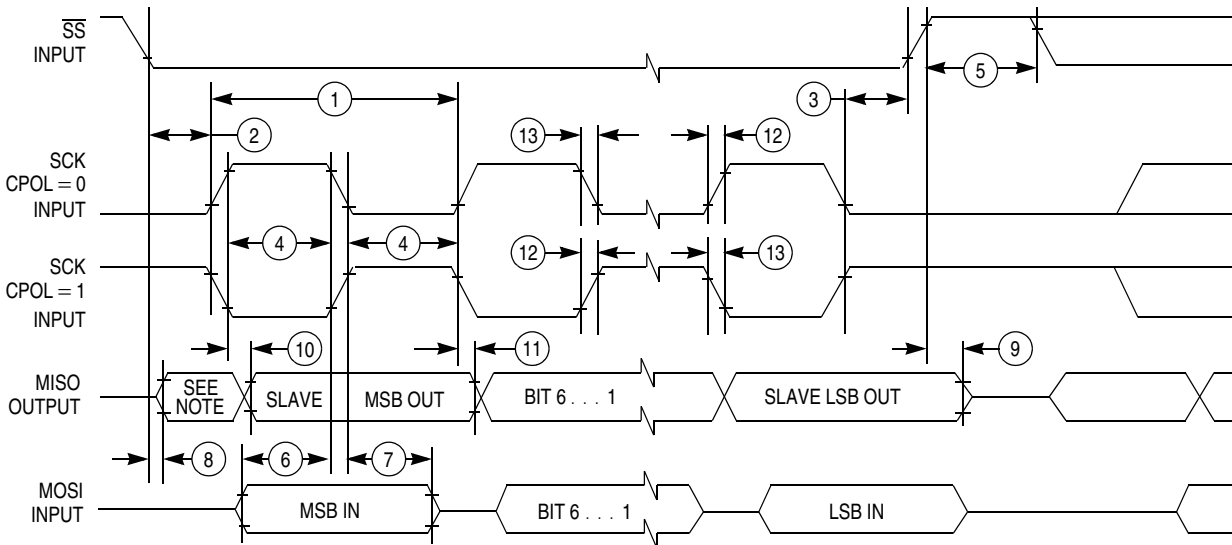 SS
INPUT
5
1
3
2
13
12
SCK
CPOL = 0
INPUT
4
4
SCK
CPOL = 1
INPUT
12
13
10
11
9
MISO
OUTPUT
SEE
NOTE
SLAVE
MSB OUT
BIT 6 . . . 1
SLAVE LSB OUT
8
6
7
MOSI
INPUT
MSB IN
BIT 6 . . . 1
LSB IN